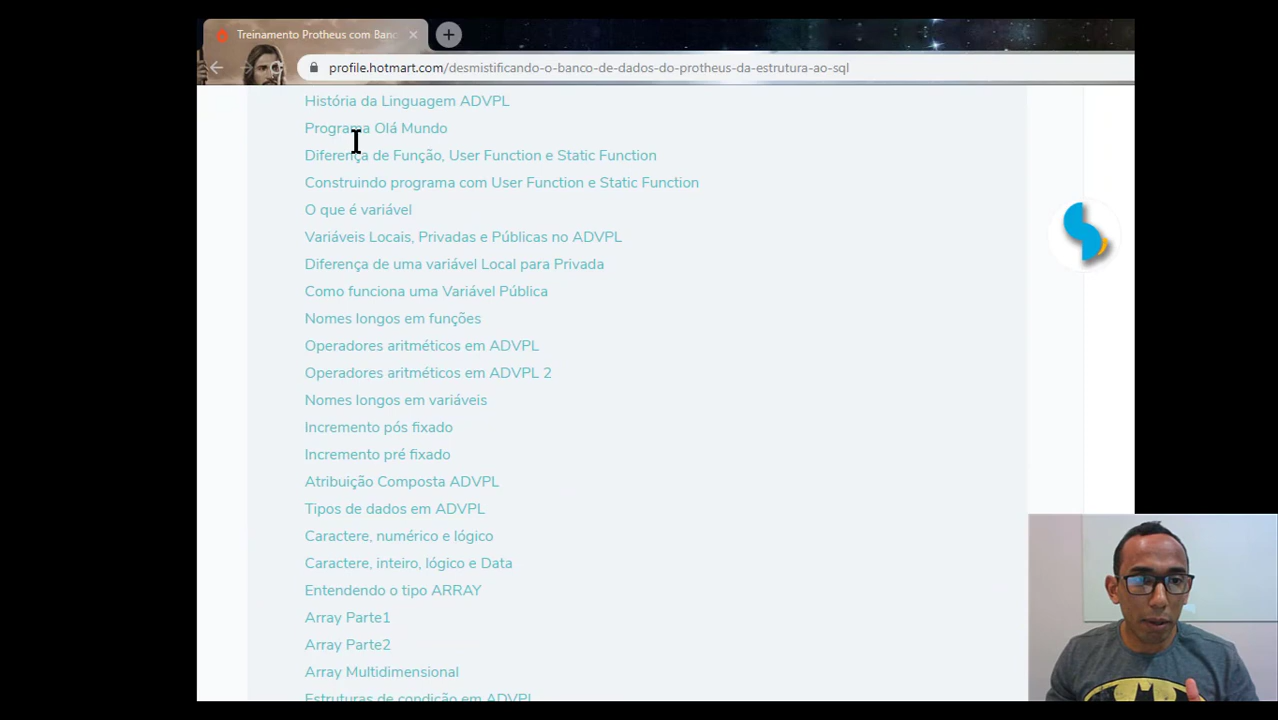 Treinamento Protheus com Banc
profile.hotmart.com/desmistificando-o-banco-de-dados-do-protheus-da-estrutura-ao-sql
História da Linguagem ADVPL
Programa Olá Mundo
Diferença de Função, User Function e Static Function
Construindo programa com User Function e Static Function
O que é variável
Variáveis Locais, Privadas e Públicas no ADVPL
Diferença de uma variável Local para Privada
Como funciona uma Variável Pública
Nomes longos em funções
Operadores aritméticos em ADVPL
Operadores aritméticos em ADVPL 2
Nomes longos em variáveis
Incremento pós fixado
Incremento pré fixado
Atribuição Composta ADVPL
Tipos de dados em ADVPL
Caractere, numérico e lógico
Caractere, inteiro, lógico e Data
Entendendo o tipo ARRAY
Array Parte1
Array Parte2
Array Multidimensional
Estruturas de condição em ADVPL